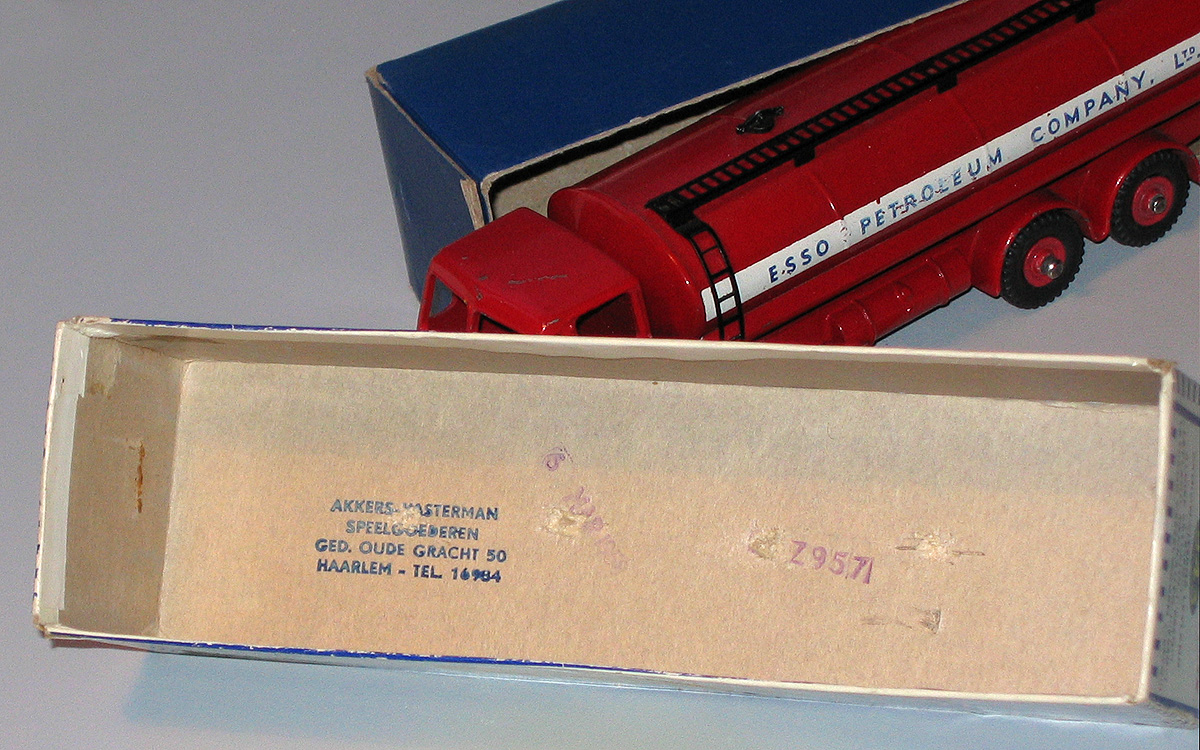 ESSO PETROLEUM COMPANY, LTD.
AKKERS-VASTERMAN
SPEELGOEDEREN
GED. OUDE GRACHT 50
HAARLEM - TEL. 16984
Z9571